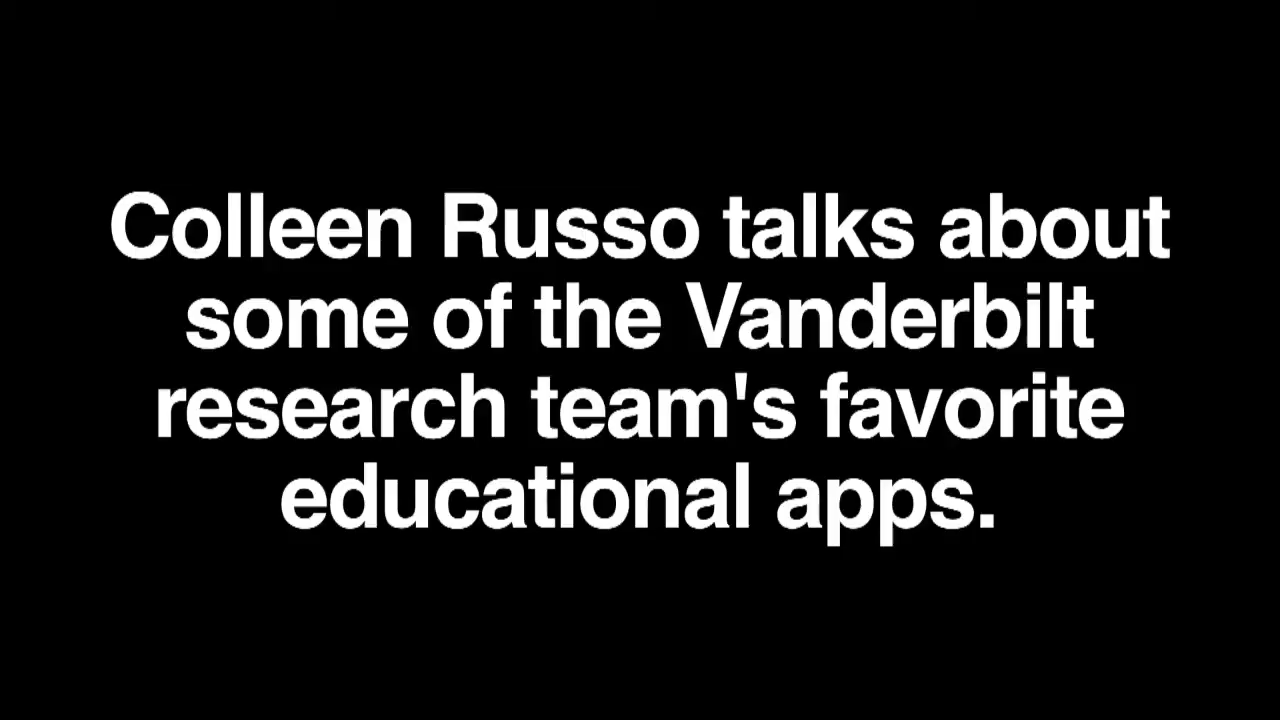 Colleen Russo talks about
some of the Vanderbilt
research team's favorite
educational apps.